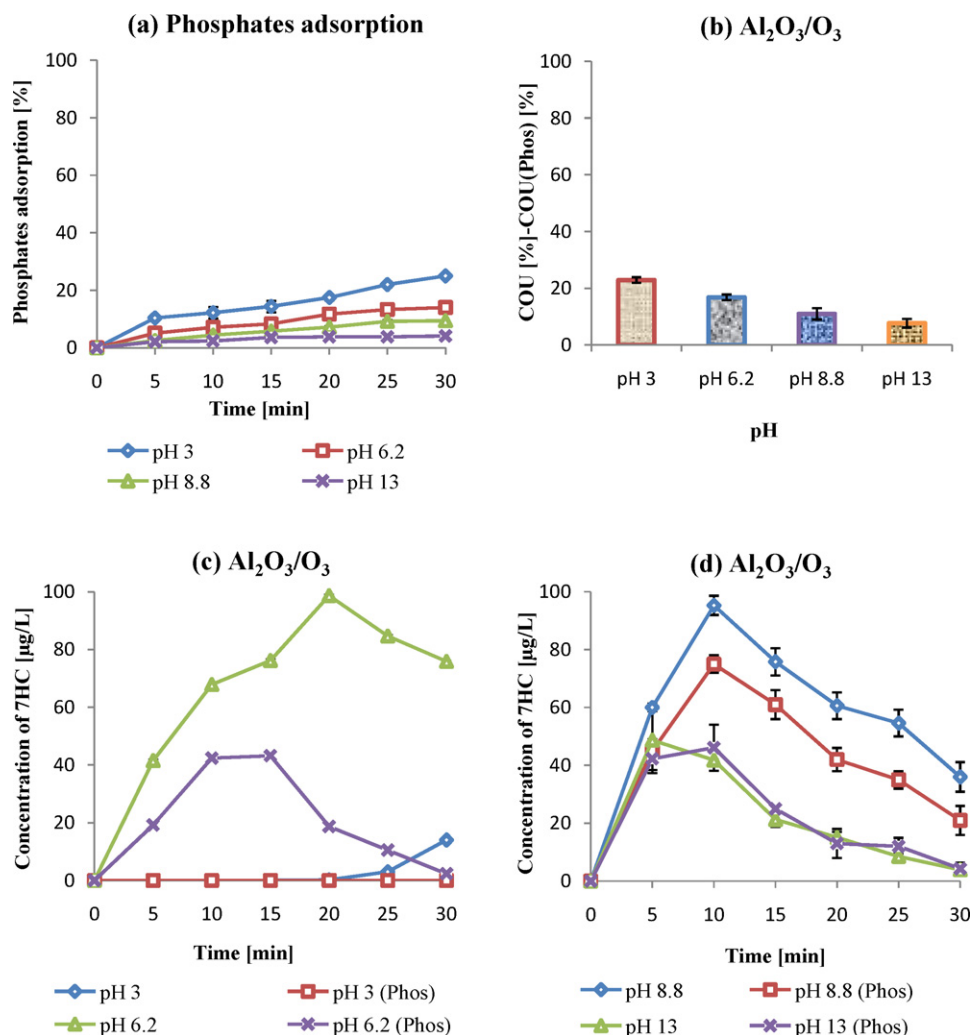 (a) Phosphates adsorption
Phosphates adsorption [%]
100
80
60
40
20
0
0 5 10 15 20 25 30
Time [min]
pH 3 pH 6.2
pH 8.8 pH 13
(b) Al₂O₃/O₃
COU [%]-COU(Phos) [%]
100
80
60
40
20
0
pH 3 pH 6.2 pH 8.8 pH 13
pH
(c) Al₂O₃/O₃
Concentration of 7HC [µg/L]
100
80
60
40
20
0
0 5 10 15 20 25 30
Time [min]
pH 3 pH 3 (Phos)
pH 6.2 pH 6.2 (Phos)
(d) Al₂O₃/O₃
Concentration of 7HC [µg/L]
100
80
60
40
20
0
0 5 10 15 20 25 30
Time [min]
pH 8.8 pH 8.8 (Phos)
pH 13 pH 13 (Phos)